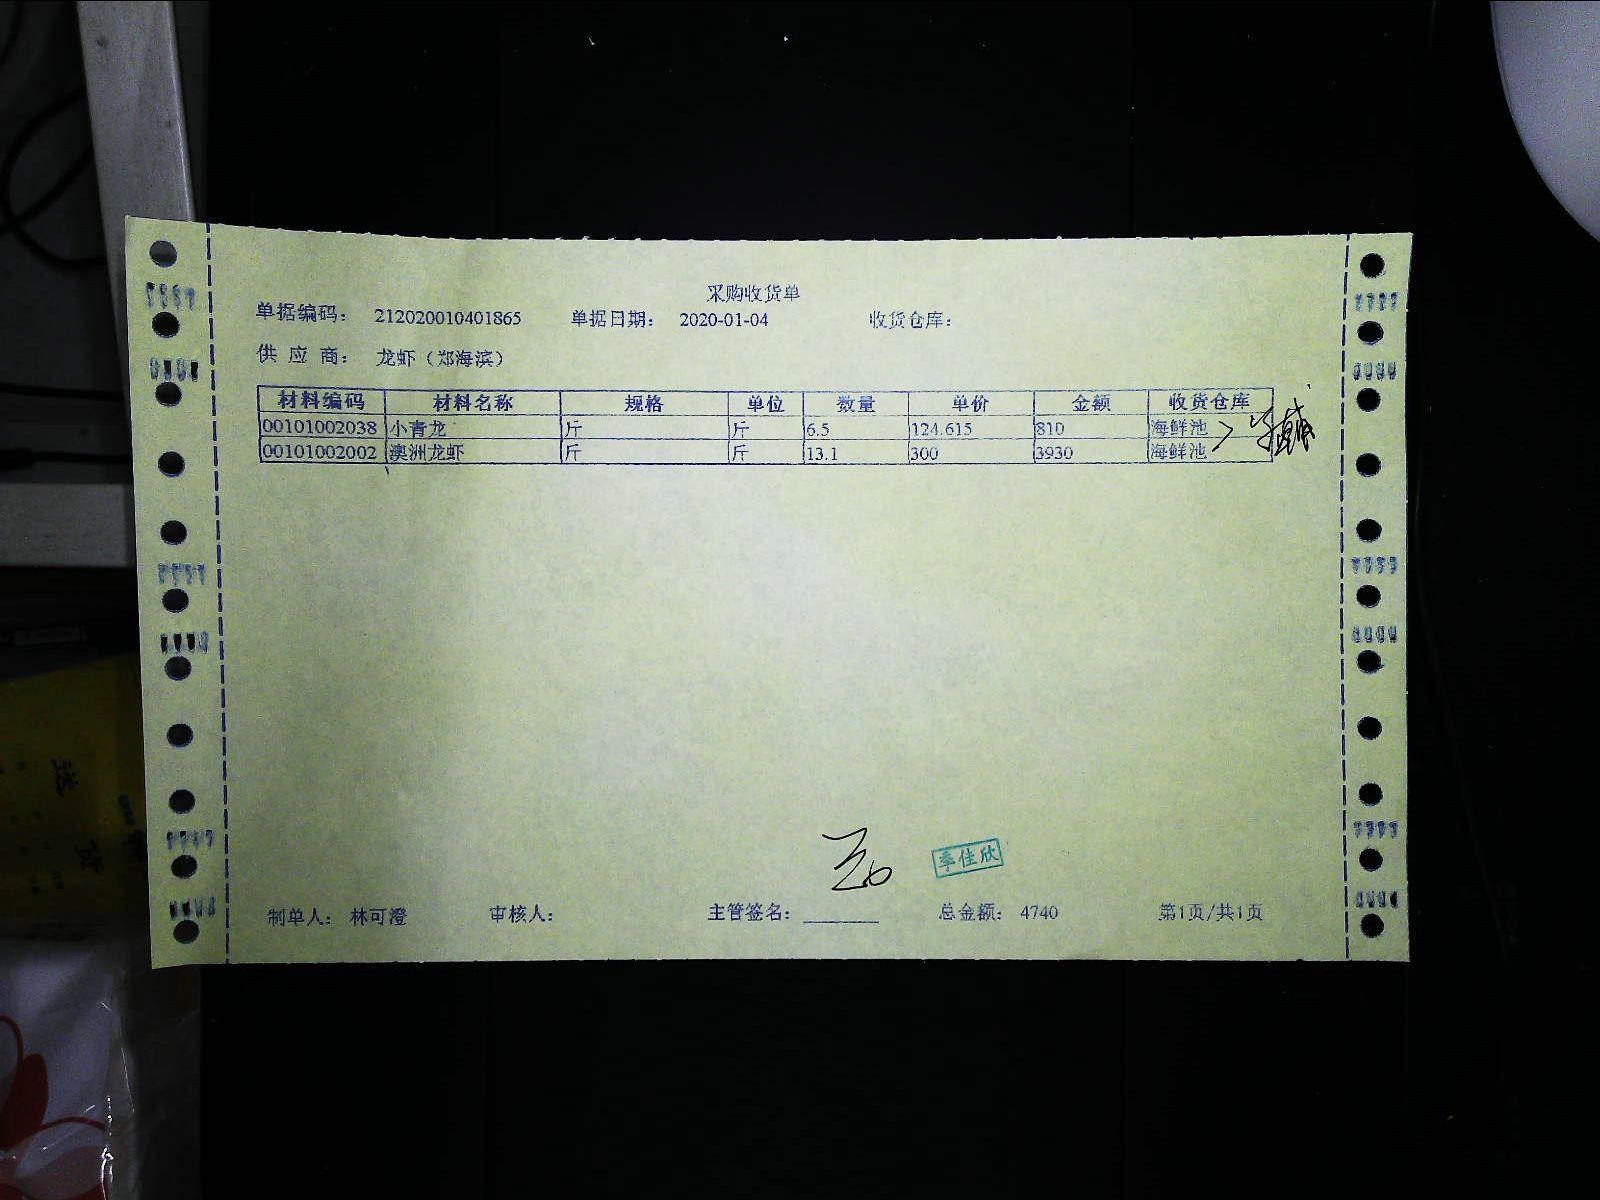 采购收货单
单据编码: 212020010401865 单据日期: 2020-01-04 收货仓库:
供 应 商: 龙虾（郑海滨）
材料编码 材料名称 规格 单位 数量 单价 金额 收货仓库
00101002038 小青龙 斤 斤 6.5 124.615 810 海鲜池
00101002002 澳洲龙虾 斤 斤 13.1 300 3930 海鲜池
季佳欣
制单人: 林可澄 审核人: 主管签名: 总金额: 4740 第1页/共1页
送
货